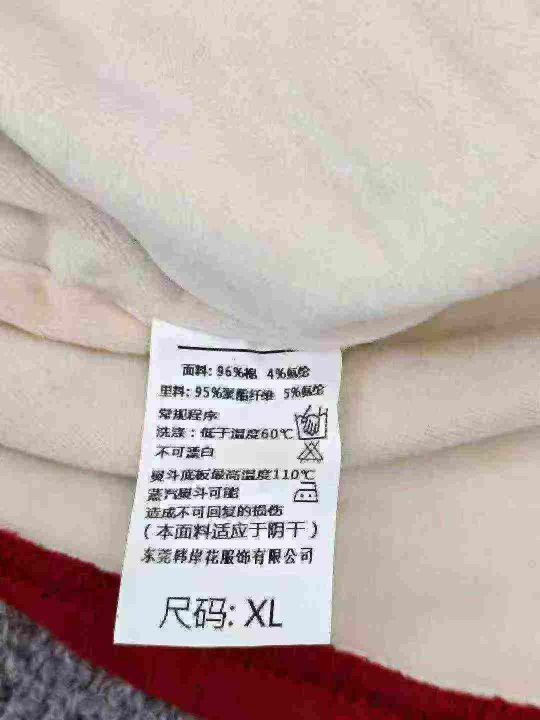 面料: 96%棉 4%氨纶
里料: 95%聚酯纤维 5%氨纶
常规程序
洗涤：低于温度60℃
不可漂白
熨斗底板最高温度110℃
蒸汽熨斗可能
造成不可回复的损伤
（本面料适应于阴干）
东莞韩岸花服饰有限公司
尺码: XL